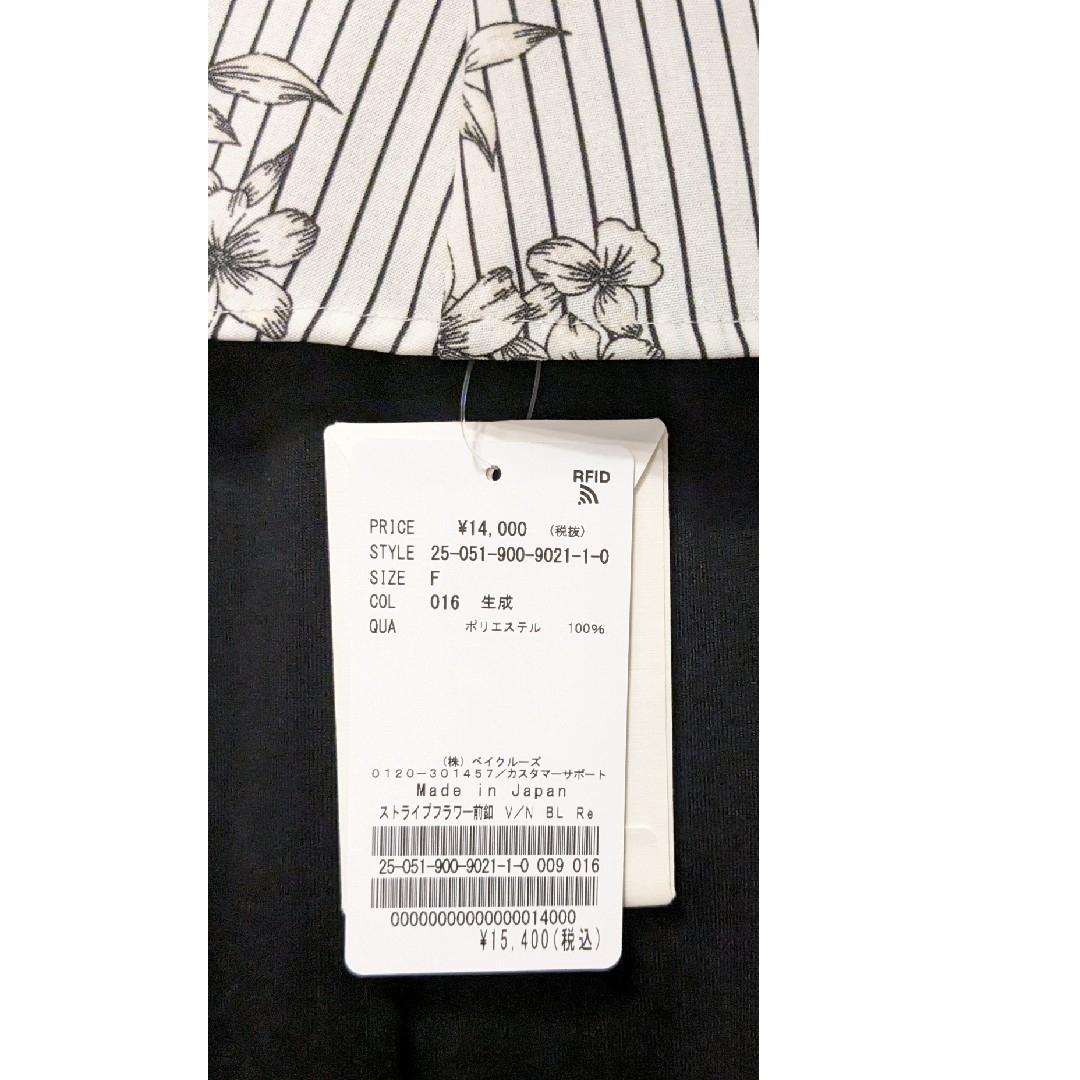 RFID
PRICE ¥14,000 (税抜)
STYLE 25-051-900-9021-1-0
SIZE F
COL 016 生成
QUA ポリエステル 100%
(株) ベイクルーズ
0120-301457/カスタマーサポート
Made in Japan
ストライプフラワー前釦 V/N BL Re
25-051-900-9021-1-0 009 016
00000000000000014000
¥15,400(税込)